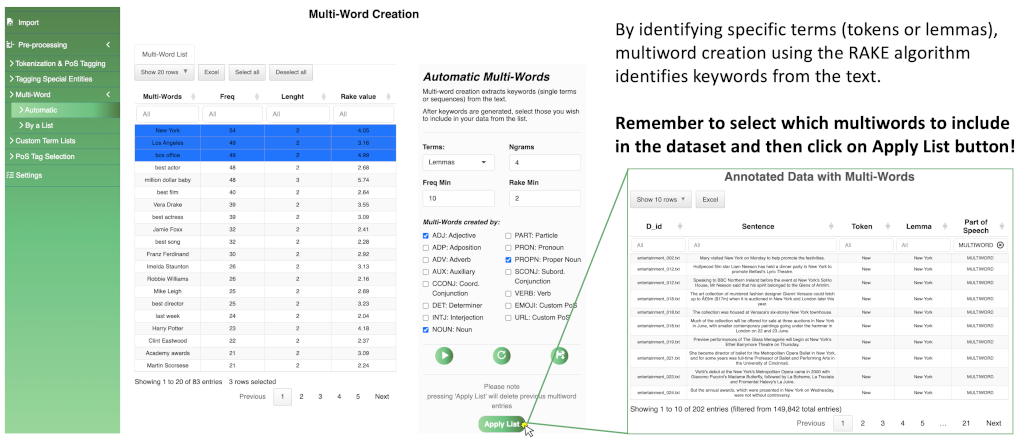 Multi-Word Creation
Import
Pre-processing
Tokenization & PoS Tagging
Tagging Special Entities
Multi-Word
Automatic
By a List
Custom Term Lists
PoS Tag Selection
Settings
Multi-Word List
Show 20 rows Excel Select all Deselect all
Multi-Words Freq Lenght Rake value
All All All All
New York 54 2 4.05
Los Angeles 49 2 3.16
box office 49 2 4.89
best actor 48 2 2.68
million dollar baby 48 3 5.74
best film 40 2 2.64
Vera Drake 39 2 3.55
best actress 39 2 3.09
Jamie Foxx 32 2 2.41
best song 32 2 2.28
Franz Ferdinand 30 2 2.92
Imelda Staunton 26 2 3.13
Robbie Williams 26 2 2.16
Mike Leigh 25 2 2.69
best director 25 2 3.23
last week 24 2 2.04
Harry Potter 23 2 4.18
Clint Eastwood 22 2 2.37
Academy awards 21 2 3.09
Martin Scorsese 21 2 2.24
Showing 1 to 20 of 83 entries 3 rows selected
Previous 1 2 3 4 5 Next
Automatic Multi-Words
Multi-word creation extracts keywords (single terms
or sequences) from the text.
After keywords are generated, select those you wish
to include in your data from the list.
Terms: Ngrams
Lemmas 4
Freq Min Rake Min
10 2
Multi-Words created by:
ADJ: Adjective
ADP: Adposition
ADV: Adverb
AUX: Auxiliary
CCONJ: Coord.
Conjunction
DET: Determiner
INTJ: Interjection
NOUN: Noun
PART: Particle
PRON: Pronoun
PROPN: Proper Noun
SCONJ: Subord.
Conjunction
VERB: Verb
EMOJI: Custom PoS
URL: Custom PoS
Please note
pressing 'Apply List' will delete previous multiword
entries
Apply List
By identifying specific terms (tokens or lemmas),
multiword creation using the RAKE algorithm
identifies keywords from the text.
Remember to select which multiwords to include
in the dataset and then click on Apply List button!
Annotated Data with Multi-Words
Show 10 rows Excel
D_id Sentence Token Lemma Part of
Speech
All All All All MULTIWORD
entertainment_002.txt Mary visited New York on Monday to help promote the festivities. New New York MULTIWORD
entertainment_012.txt Hollywood film star Liam Neeson has held a dinner party in New York to
promote Belfast's Lyric Theatre. New New York MULTIWORD
entertainment_012.txt Speaking to BBC Northern Ireland before the event at New York's SoHo
House, Mr Neeson said that his spirit belonged to the Glens of Antrim. New New York MULTIWORD
entertainment_018.txt The art collection of murdered fashion designer Gianni Versace could fetch
up to £9m ($17m) when it is auctioned in New York and London later this
year. New New York MULTIWORD
entertainment_018.txt The collection was housed at Versace's six-storey New York townhouse. New New York MULTIWORD
entertainment_018.txt Much of the collection will be offered for sale at three auctions in New York
in June, with smaller contemporary paintings going under the hammer in
London on 22 and 23 June. New New York MULTIWORD
entertainment_019.txt Preview performances of The Glass Menagerie will begin at New York's
Ethel Barrymore Theatre on Thursday. New New York MULTIWORD
entertainment_021.txt She became director of ballet for the Metropolitan Opera Ballet in New York,
and for some years was full-time Professor of Ballet and Performing Arts in
the University of Cincinnati. New New York MULTIWORD
entertainment_022.txt Viotti's debut at the New York's Metropolitan Opera came in 2000 with
Giacomo Puccini's Madame Butterfly, followed by La Boheme, La Traviata
and Fromental Halevy's La Juive. New New York MULTIWORD
entertainment_024.txt But the annual awards, which were presented in New York on Wednesday,
were not without controversy. New New York MULTIWORD
Showing 1 to 10 of 202 entries (filtered from 149,842 total entries)
Previous 1 2 3 4 5 ... 21 Next